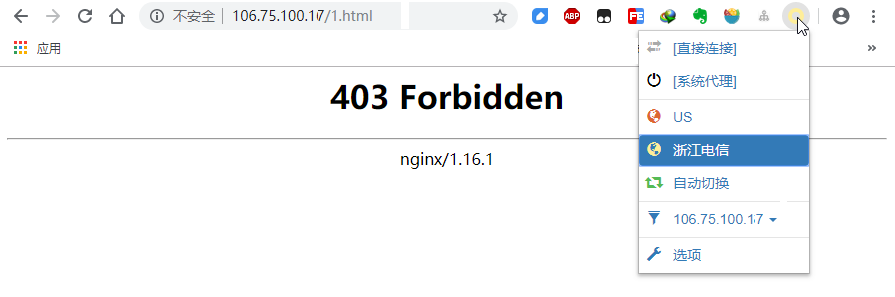 不安全 | 106.75.100.17/1.html
ABP
FE
应用
»
403 Forbidden
nginx/1.16.1
[直接连接]
[系统代理]
US
浙江电信
自动切换
106.75.100.17
选项